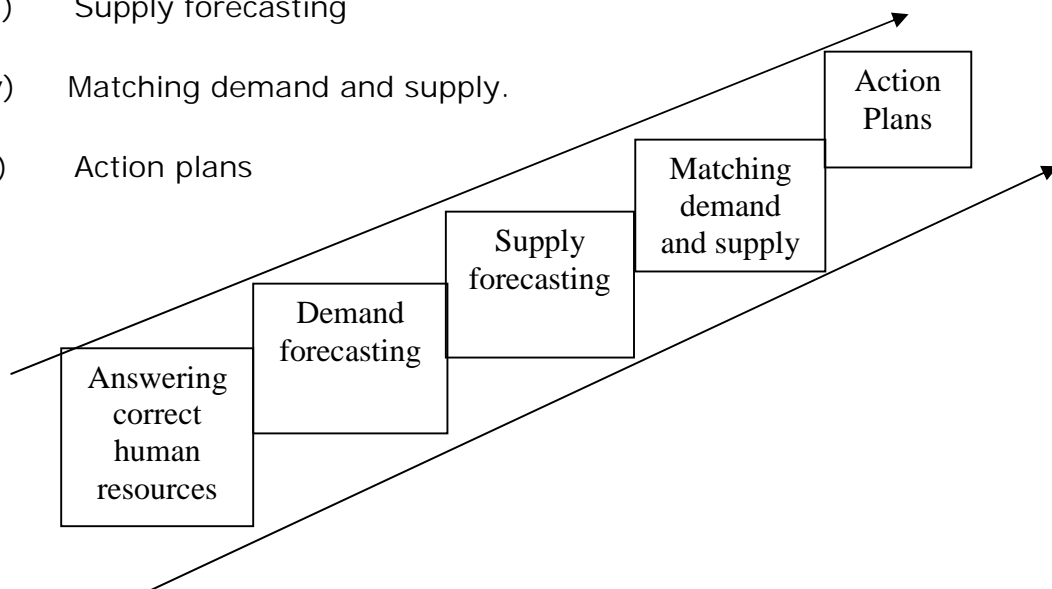 ) Supply forecasting
) Matching demand and supply.
) Action plans
Action
Plans
Matching
demand
and supply
Supply
forecasting
Demand
forecasting
Answering
correct
human
resources